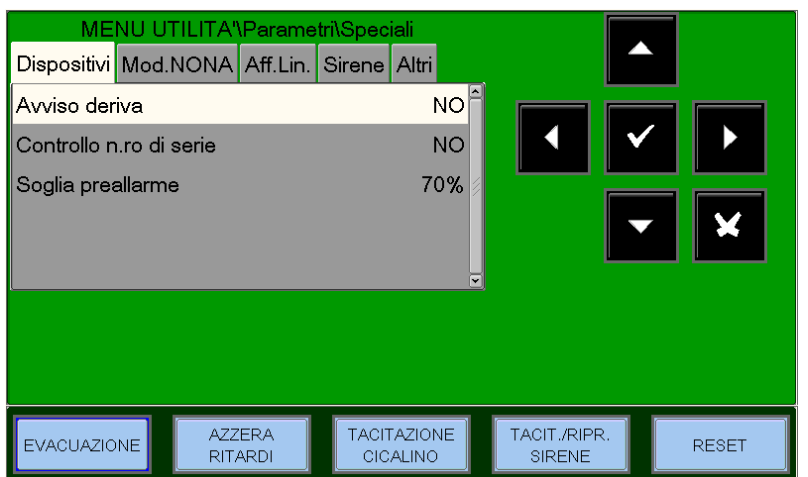 MENU UTILITA'\Parametri\Speciali
Dispositivi Mod.NONA Aff.Lin. Sirene Altri
Avviso deriva NO
Controllo n.ro di serie NO
Soglia preallarme 70%
EVACUAZIONE
AZZERA
RITARDI
TACITAZIONE
CICALINO
TACIT./RIPR.
SIRENE
RESET